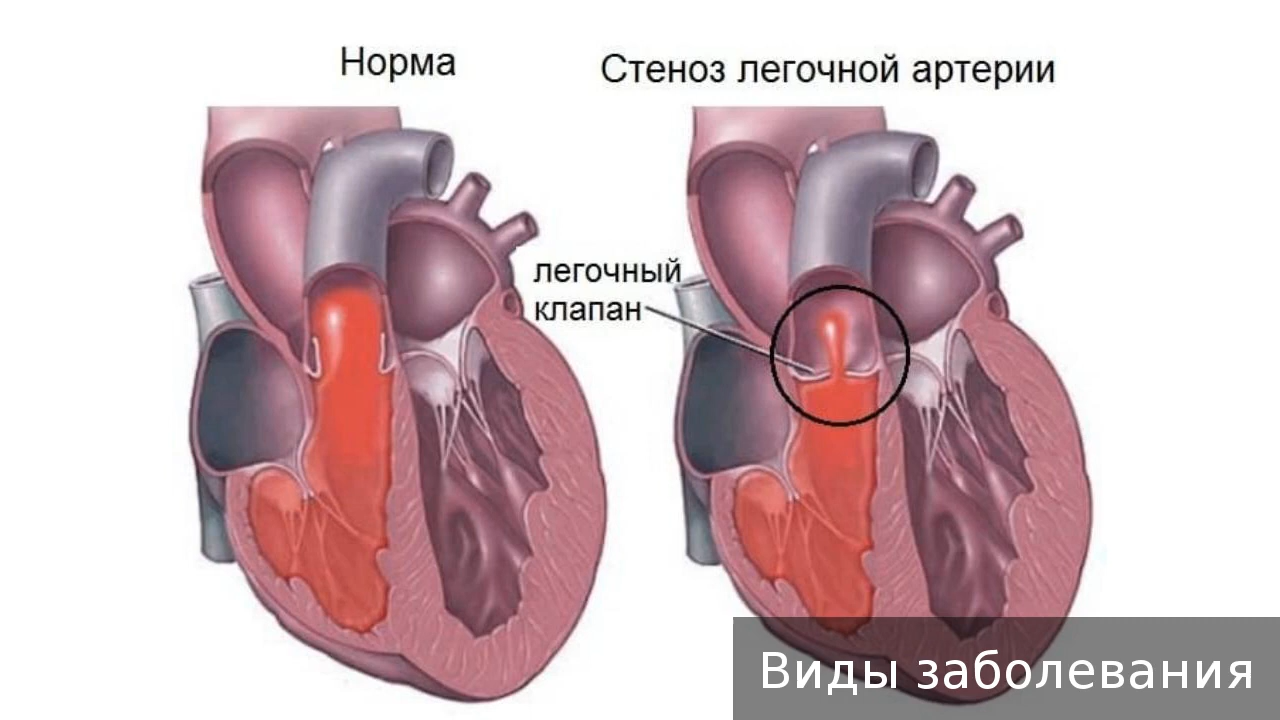 Норма
Стеноз легочной артерии
легочный
клапан
Виды заболевания